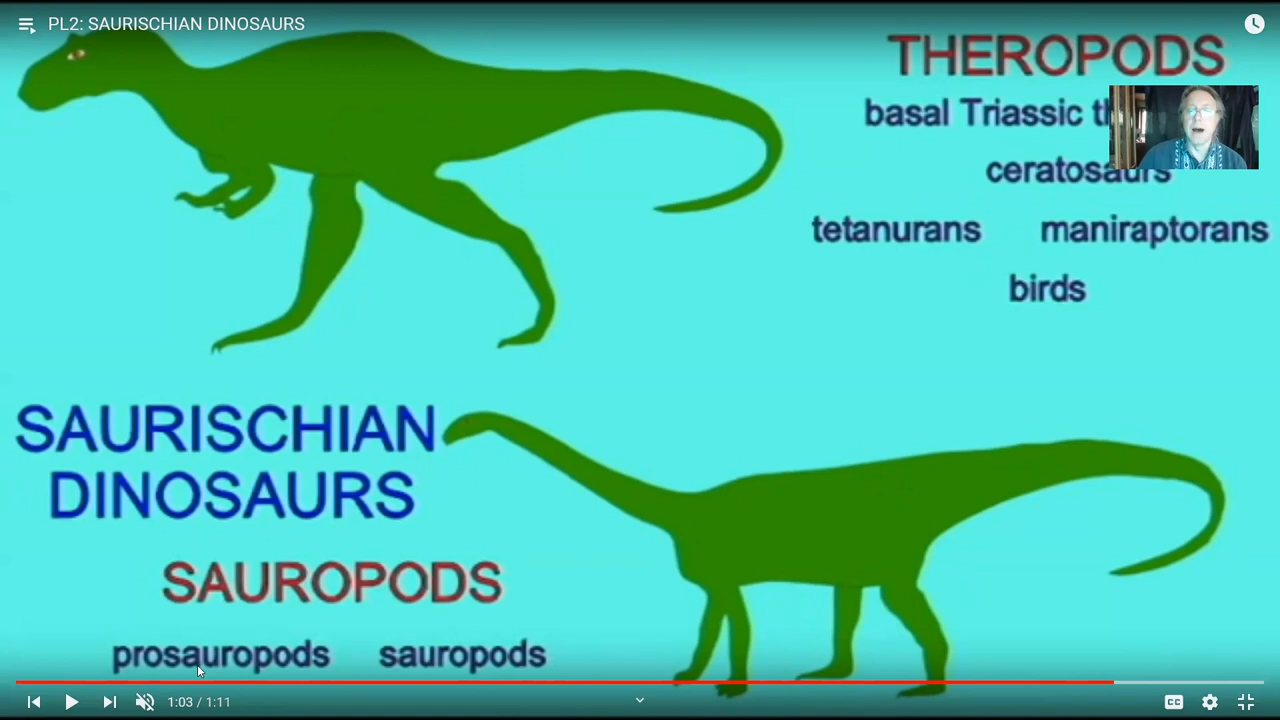 PL2: SAURISCHIAN DINOSAURS
THEROPODS
basal Triassic
ceratosaurs
tetanurans maniraptorans
birds
SAURISCHIAN
DINOSAURS
SAUROPODS
prosauropods sauropods
1:03 / 1:11
CC